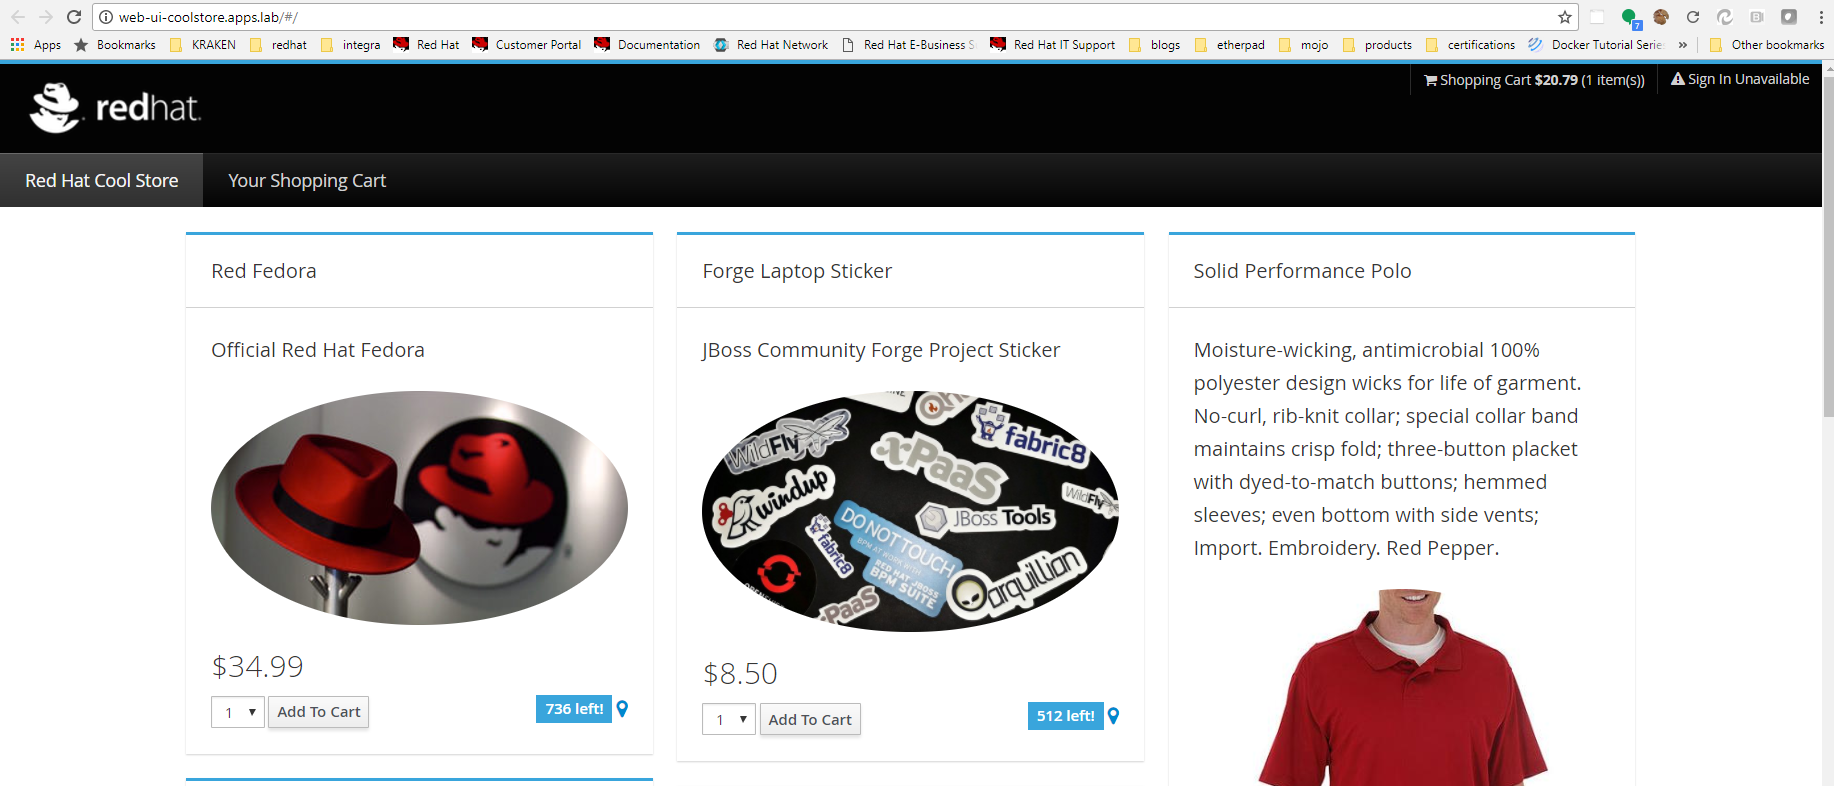 web-ui-coolstore.apps.lab/#/
7
Apps Bookmarks KRAKEN redhat integra Red Hat Customer Portal Documentation Red Hat Network Red Hat E-Business S Red Hat IT Support blogs etherpad mojo products certifications Docker Tutorial Serie » Other bookmarks
Shopping Cart $20.79 (1 item(s)) Sign In Unavailable
redhat.
Red Hat Cool Store Your Shopping Cart
Red Fedora
Official Red Hat Fedora
$34.99
1 Add To Cart 736 left!
Forge Laptop Sticker
JBoss Community Forge Project Sticker
WildFly
fabric8
xPaaS
WildFly
windup
JBoss Tools
DO NOT TOUCH
BPM AT WORK WITH
RED HAT JBOSS
BPM SUITE
fabric8
arquillian
xPaaS
$8.50
1 Add To Cart 512 left!
Solid Performance Polo
Moisture-wicking, antimicrobial 100%
polyester design wicks for life of garment.
No-curl, rib-knit collar; special collar band
maintains crisp fold; three-button placket
with dyed-to-match buttons; hemmed
sleeves; even bottom with side vents;
Import. Embroidery. Red Pepper.